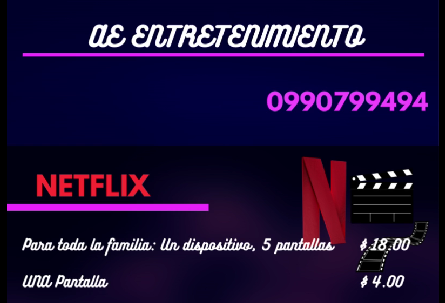 AE ENTRETENIMIENTO
0990799494
NETFLIX
Para toda la familia: Un dispositivo, 5 pantallas $ 18.00
UNA Pantalla $ 4.00